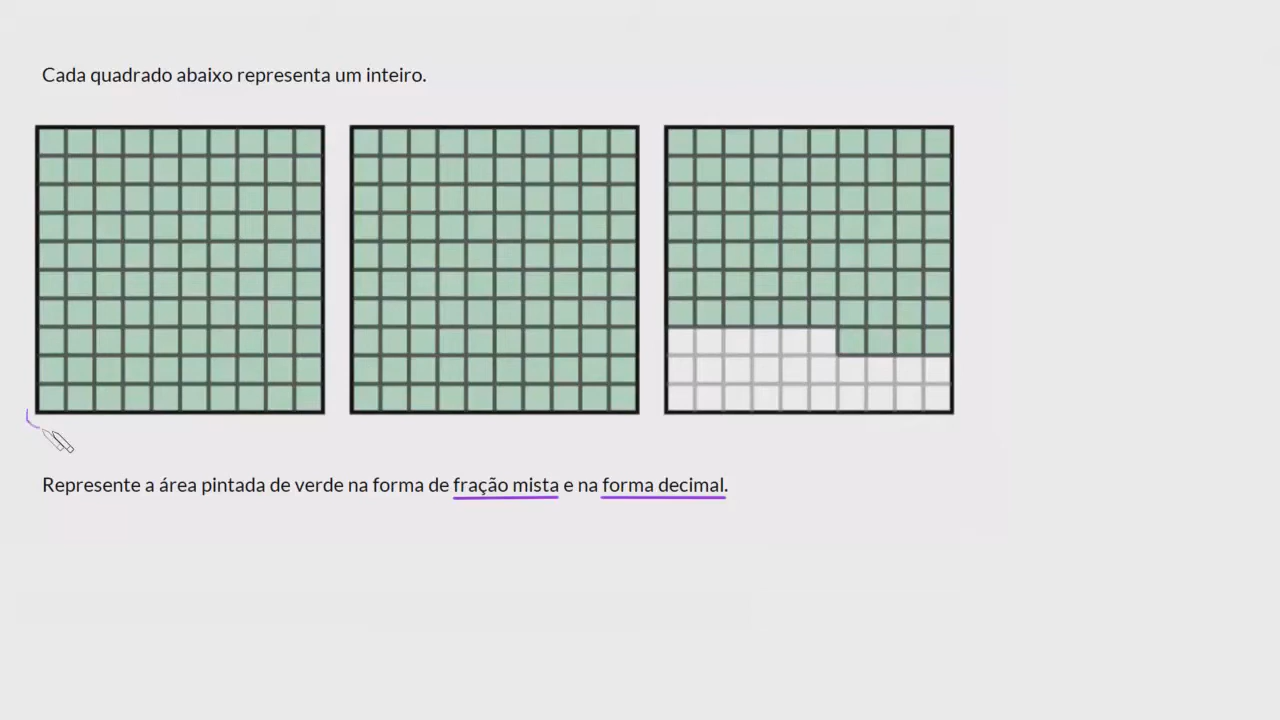 Cada quadrado abaixo representa um inteiro.
Represente a área pintada de verde na forma de fração mista e na forma decimal.